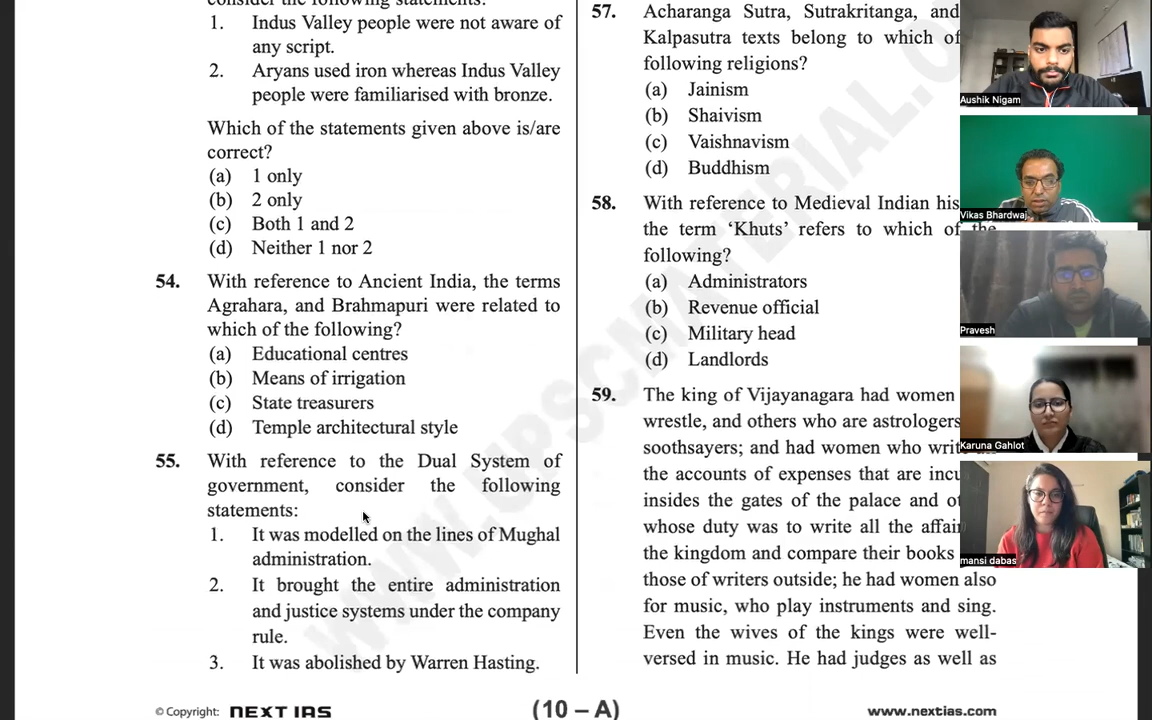 consider the following statements:
1. Indus Valley people were not aware of
any script.
2. Aryans used iron whereas Indus Valley
people were familiarised with bronze.
Which of the statements given above is/are
correct?
(a) 1 only
(b) 2 only
(c) Both 1 and 2
(d) Neither 1 nor 2
54. With reference to Ancient India, the terms
Agrahara, and Brahmapuri were related to
which of the following?
(a) Educational centres
(b) Means of irrigation
(c) State treasurers
(d) Temple architectural style
55. With reference to the Dual System of
government, consider the following
statements:
1. It was modelled on the lines of Mughal
administration.
2. It brought the entire administration
and justice systems under the company
rule.
3. It was abolished by Warren Hasting.
57. Acharanga Sutra, Sutrakritanga, and
Kalpasutra texts belong to which of
following religions?
(a) Jainism
(b) Shaivism
(c) Vaishnavism
(d) Buddhism
58. With reference to Medieval Indian his
the term ‘Khuts’ refers to which of the
following?
(a) Administrators
(b) Revenue official
(c) Military head
(d) Landlords
59. The king of Vijayanagara had women
wrestle, and others who are astrologers
soothsayers; and had women who writ
the accounts of expenses that are incu
insides the gates of the palace and ot
whose duty was to write all the affai
the kingdom and compare their books
those of writers outside; he had women also
for music, who play instruments and sing.
Even the wives of the kings were well-
versed in music. He had judges as well as
© Copyright: NEXT IAS
(10 – A)
www.nextias.com
WWW.UPSCMATERIAL.O
Aushik Nigam
Vikas Bhardwaj
Pravesh
Karuna Gahlot
mansi dabas